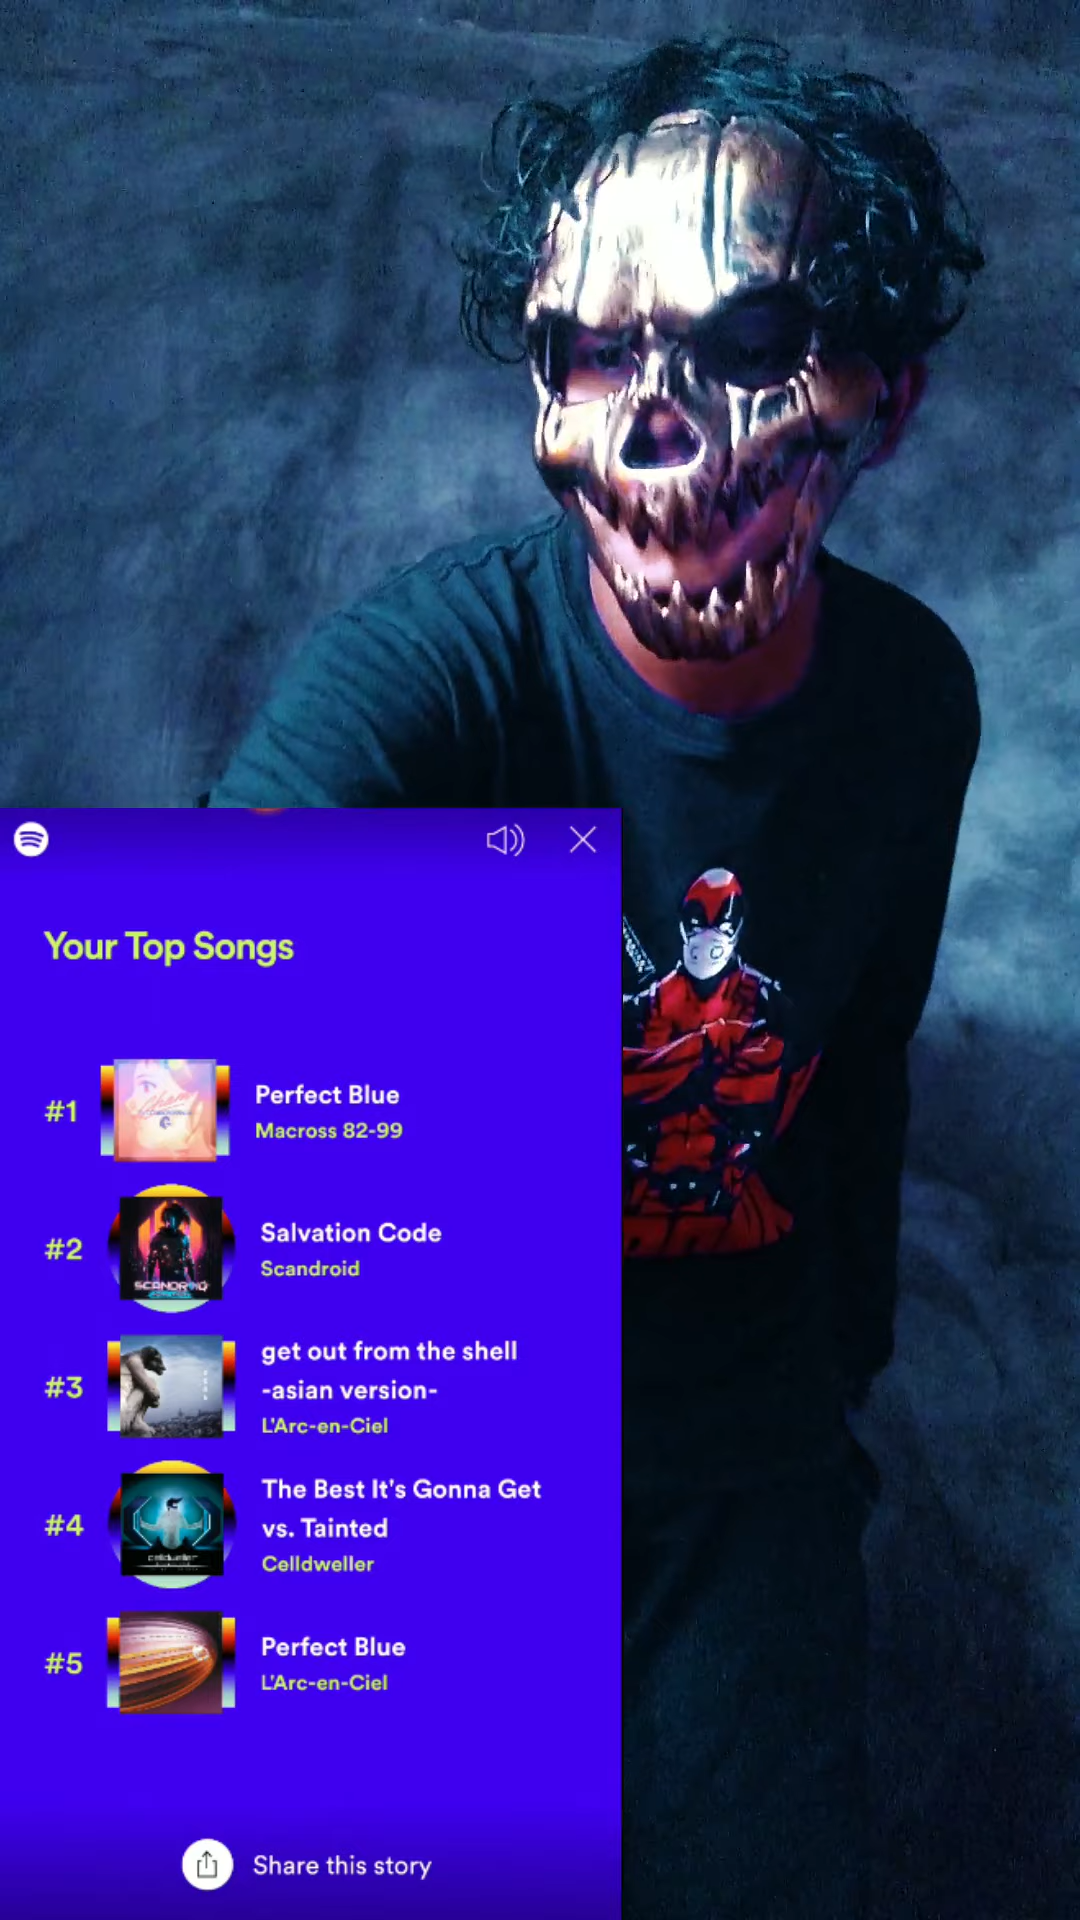 Your Top Songs
#1
Perfect Blue
Macross 82-99
#2
Salvation Code
Scandroid
SCANDROID
#3
get out from the shell
-asian version-
L'Arc-en-Ciel
#4
The Best It's Gonna Get
vs. Tainted
Celldweller
celldweller
#5
Perfect Blue
L'Arc-en-Ciel
Share this story